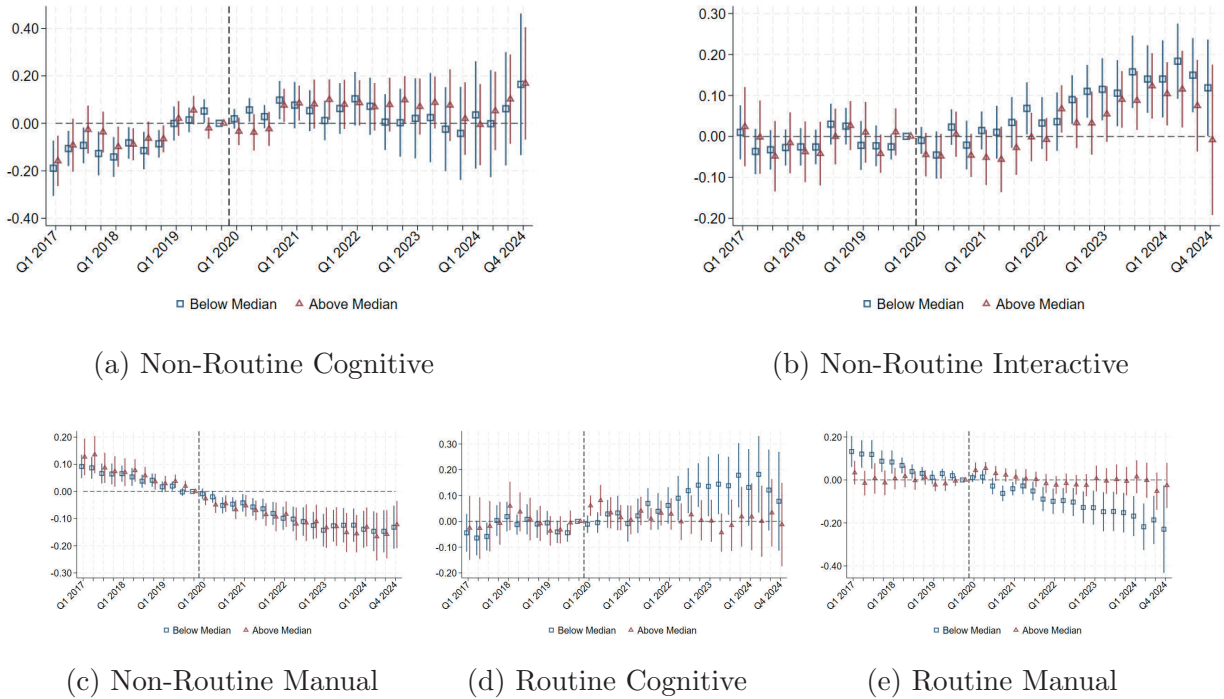 0.40
0.20
0.00
-0.20
-0.40
Q1 2017
Q1 2018
Q1 2019
Q1 2020
Q1 2021
Q1 2022
Q1 2023
Q1 2024
Q4 2024
Below Median Above Median
(a) Non-Routine Cognitive
0.30
0.20
0.10
0.00
-0.10
-0.20
Q1 2017
Q1 2018
Q1 2019
Q1 2020
Q1 2021
Q1 2022
Q1 2023
Q1 2024
Q4 2024
Below Median Above Median
(b) Non-Routine Interactive
0.20
0.10
0.00
-0.10
-0.20
-0.30
Q1 2017
Q1 2018
Q1 2019
Q1 2020
Q1 2021
Q1 2022
Q1 2023
Q1 2024
Q4 2024
Below Median Above Median
(c) Non-Routine Manual
0.30
0.20
0.10
0.00
-0.10
-0.20
Q1 2017
Q1 2018
Q1 2019
Q1 2020
Q1 2021
Q1 2022
Q1 2023
Q1 2024
Q4 2024
Below Median Above Median
(d) Routine Cognitive
0.20
0.00
-0.20
-0.40
Q1 2017
Q1 2018
Q1 2019
Q1 2020
Q1 2021
Q1 2022
Q1 2023
Q1 2024
Q4 2024
Below Median Above Median
(e) Routine Manual